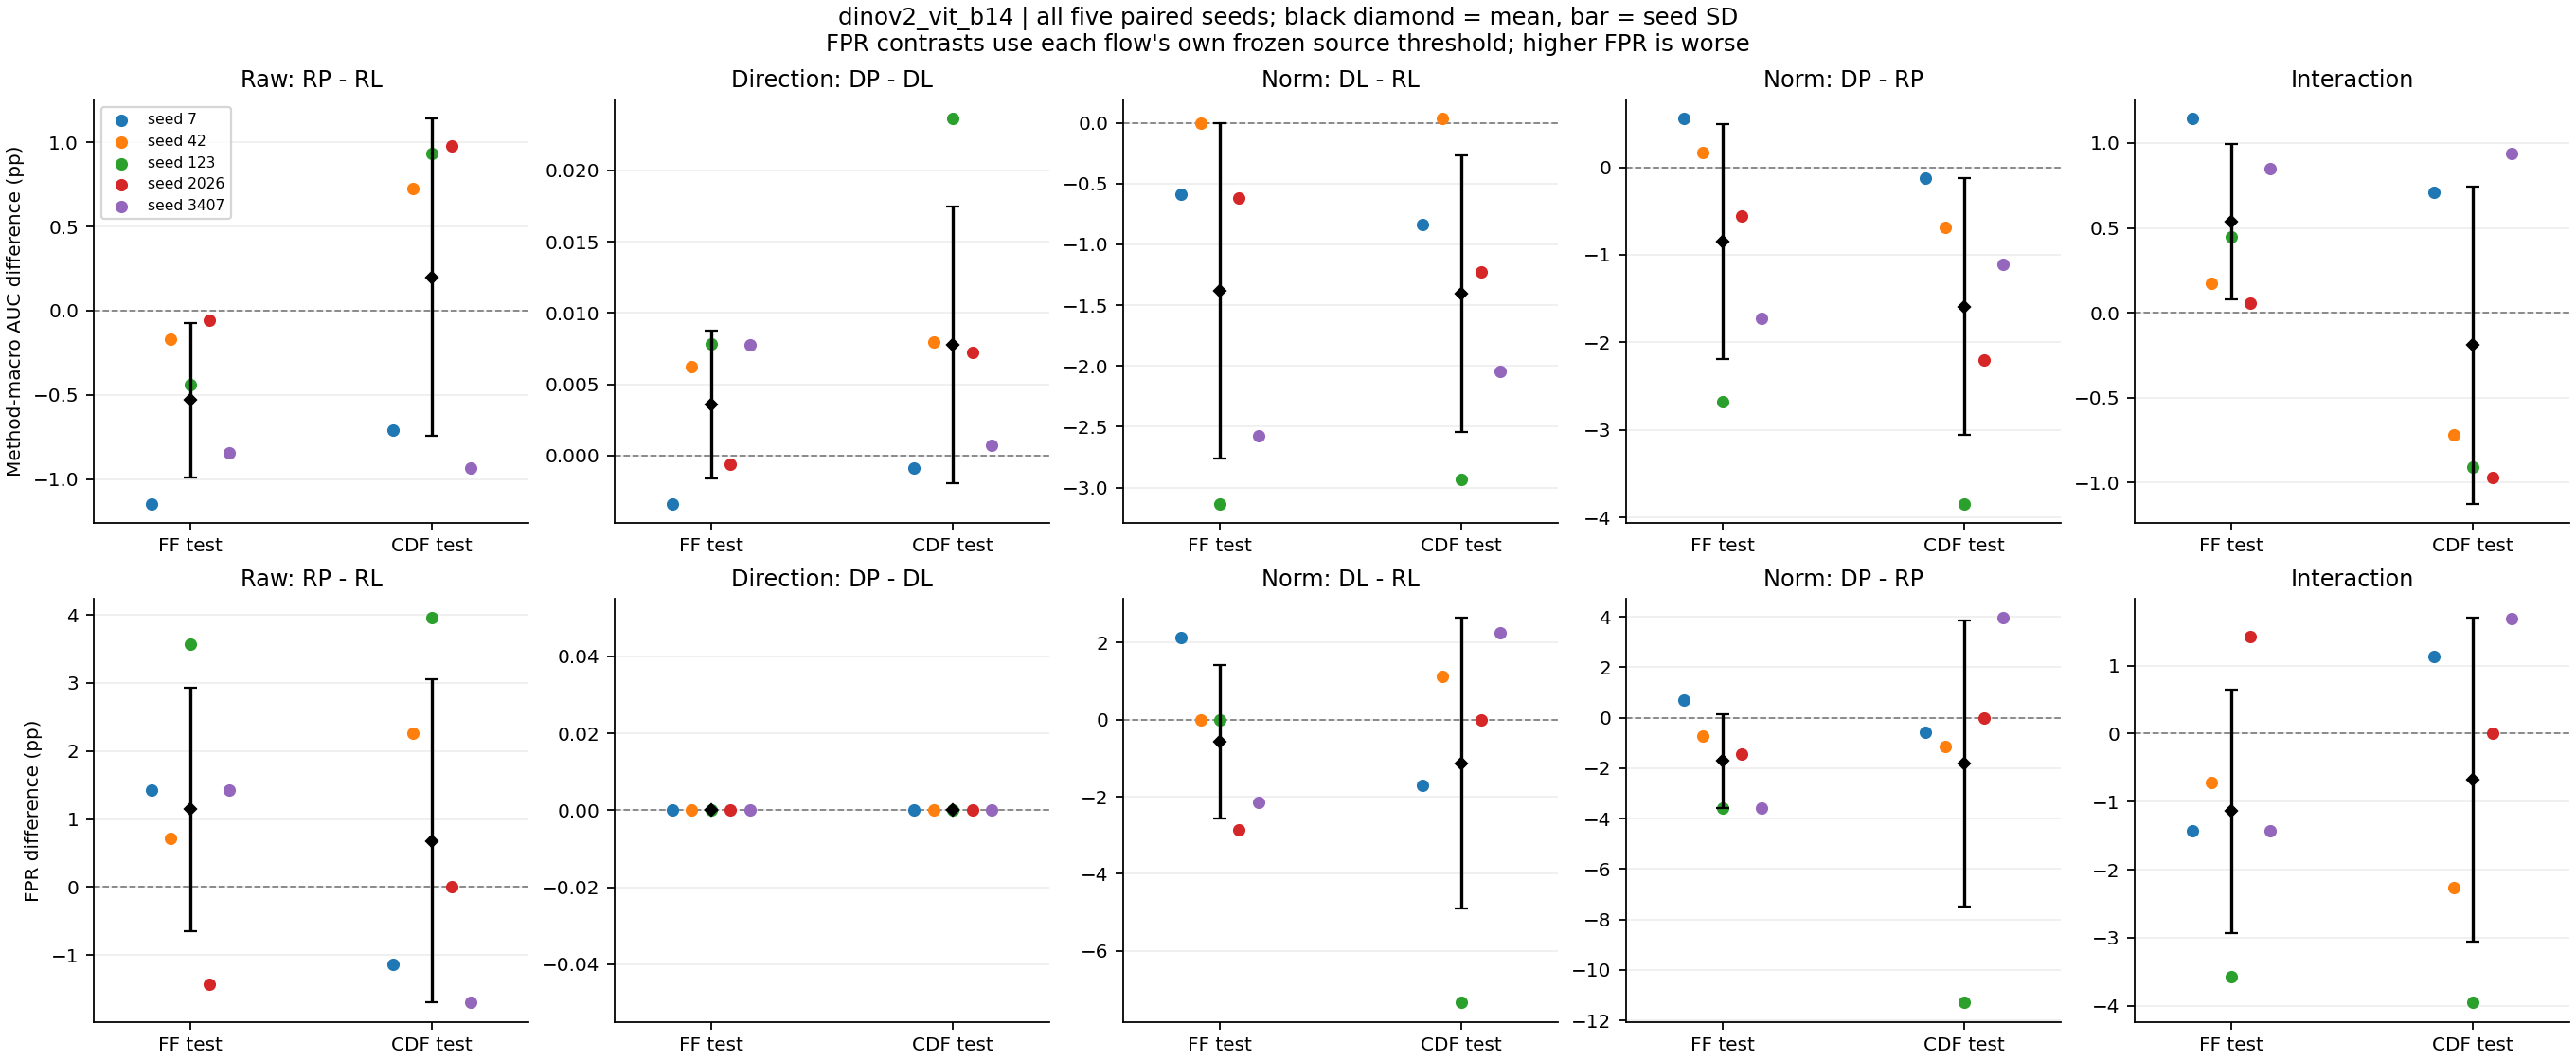 dinov2_vit_b14 | all five paired seeds; black diamond = mean, bar = seed SD
FPR contrasts use each flow's own frozen source threshold; higher FPR is worse
Raw: RP - RL
Direction: DP - DL
Norm: DL - RL
Norm: DP - RP
Interaction
Method-macro AUC difference (pp)
seed 7
seed 42
seed 123
seed 2026
seed 3407
1.0
0.5
0.0
−0.5
−1.0
FF test
CDF test
0.020
0.015
0.010
0.005
0.000
FF test
CDF test
0.0
−0.5
−1.0
−1.5
−2.0
−2.5
−3.0
FF test
CDF test
0
−1
−2
−3
−4
FF test
CDF test
1.0
0.5
0.0
−0.5
−1.0
FF test
CDF test
Raw: RP - RL
Direction: DP - DL
Norm: DL - RL
Norm: DP - RP
Interaction
FPR difference (pp)
4
3
2
1
0
−1
FF test
CDF test
0.04
0.02
0.00
−0.02
−0.04
FF test
CDF test
2
0
−2
−4
−6
FF test
CDF test
4
2
0
−2
−4
−6
−8
−10
−12
FF test
CDF test
1
0
−1
−2
−3
−4
FF test
CDF test